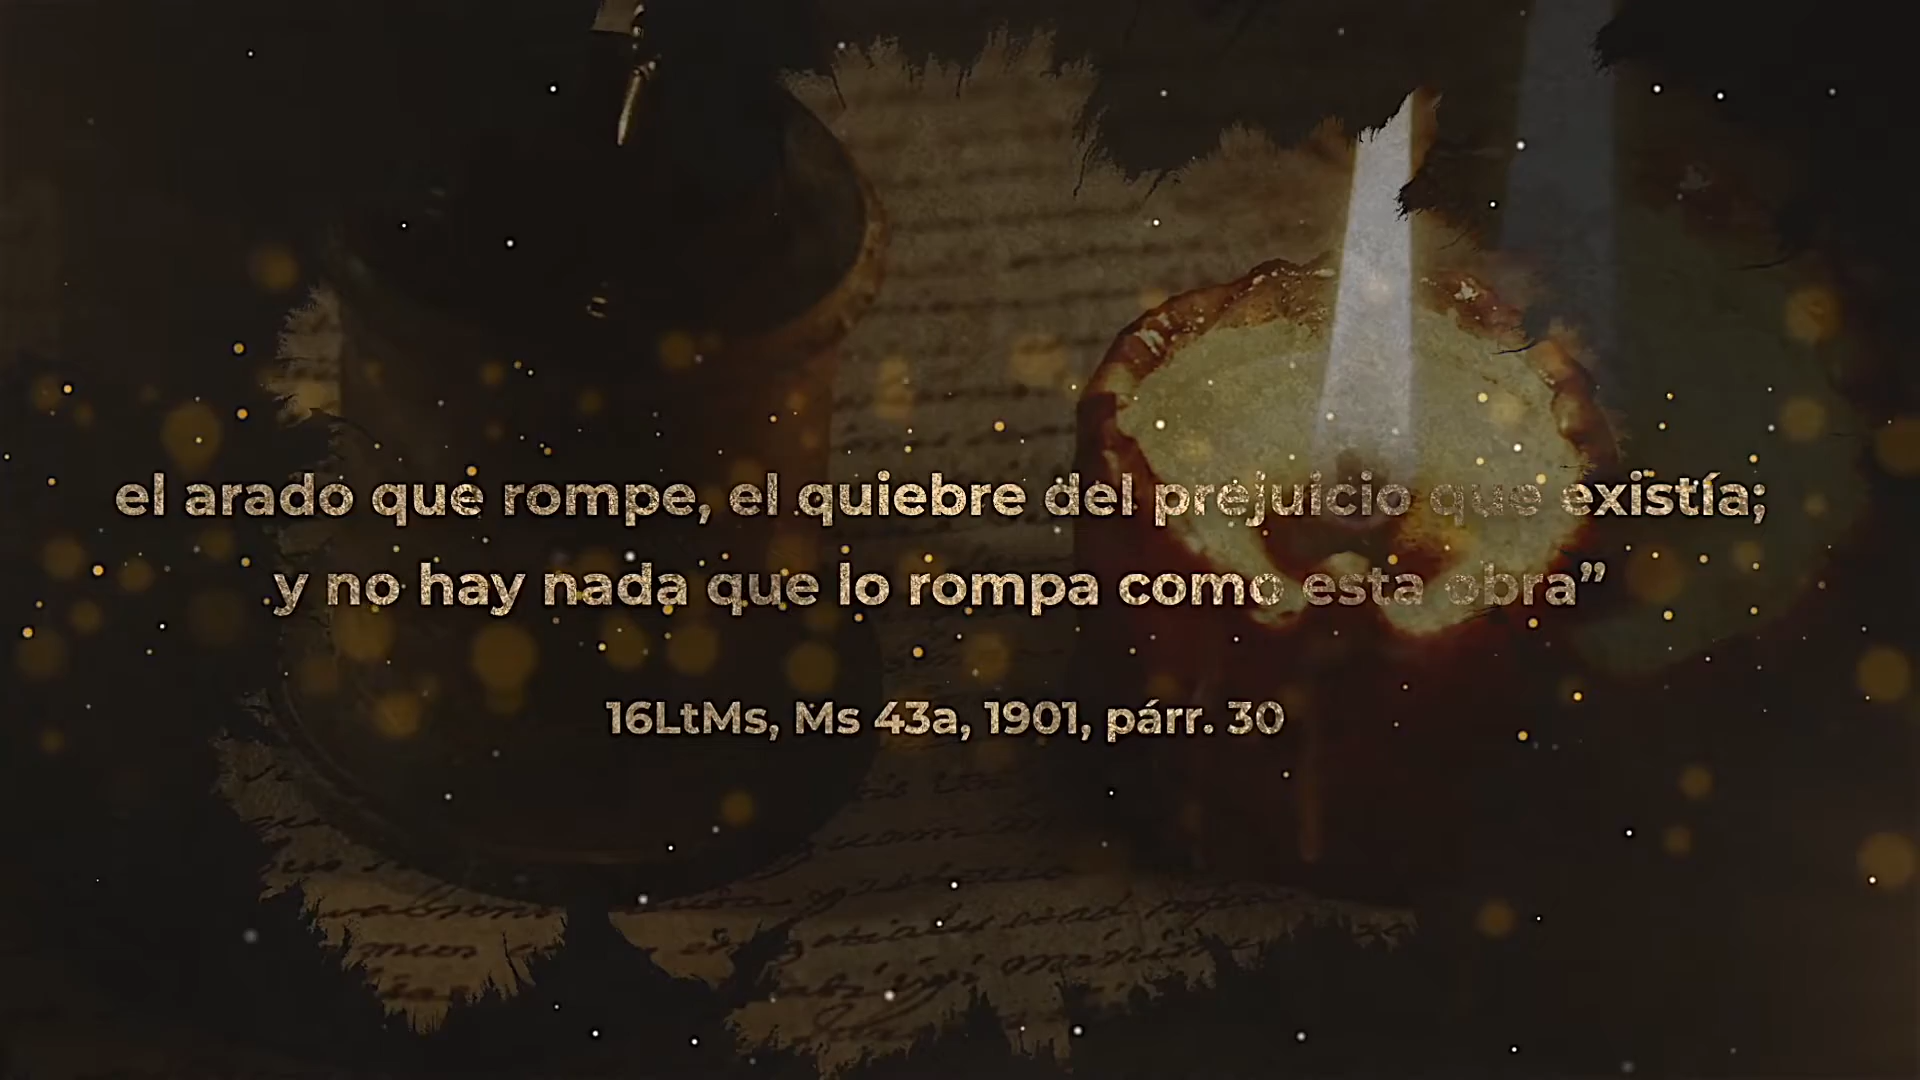 el arado que rompe, el quiebre del prejuicio que existía;
y no hay nada que lo rompa como esta obra”
16LtMs, Ms 43a, 1901, párr. 30